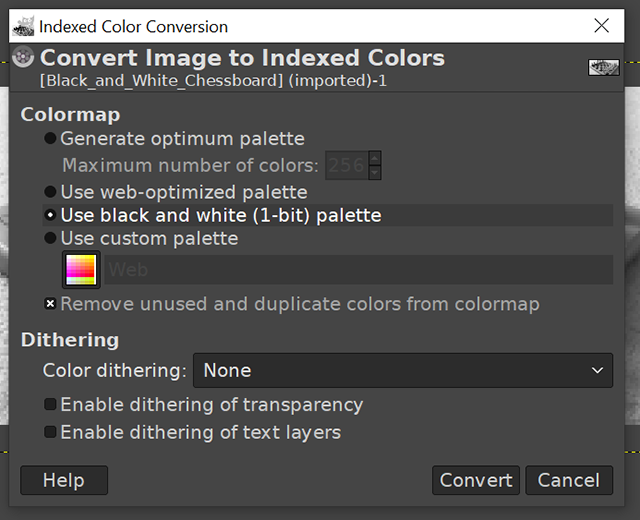 Indexed Color Conversion
Convert Image to Indexed Colors
[Black_and_White_Chessboard] (imported)-1
Colormap
Generate optimum palette
Maximum number of colors: 256
Use web-optimized palette
Use black and white (1-bit) palette
Use custom palette
Web
Remove unused and duplicate colors from colormap
Dithering
Color dithering: None
Enable dithering of transparency
Enable dithering of text layers
Help Convert Cancel